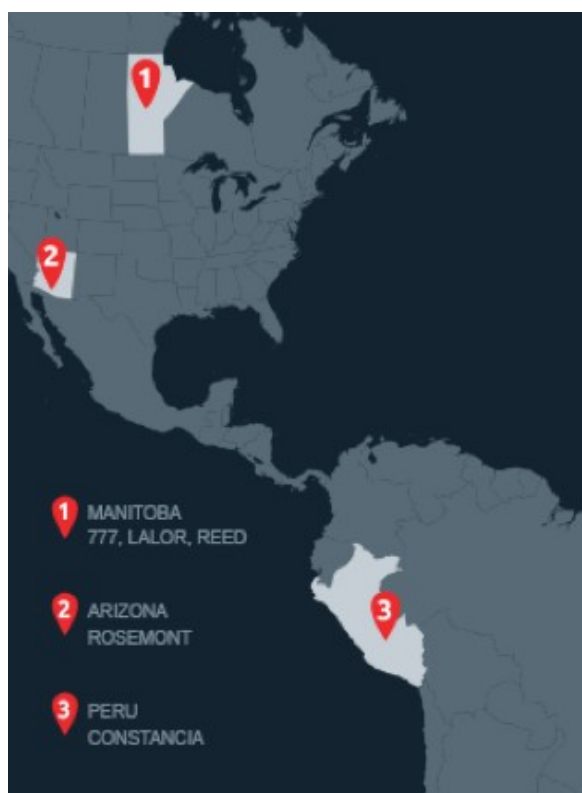 1
2
3
1 MANITOBA
777, LALOR, REED
2 ARIZONA
ROSEMONT
3 PERU
CONSTANCIA